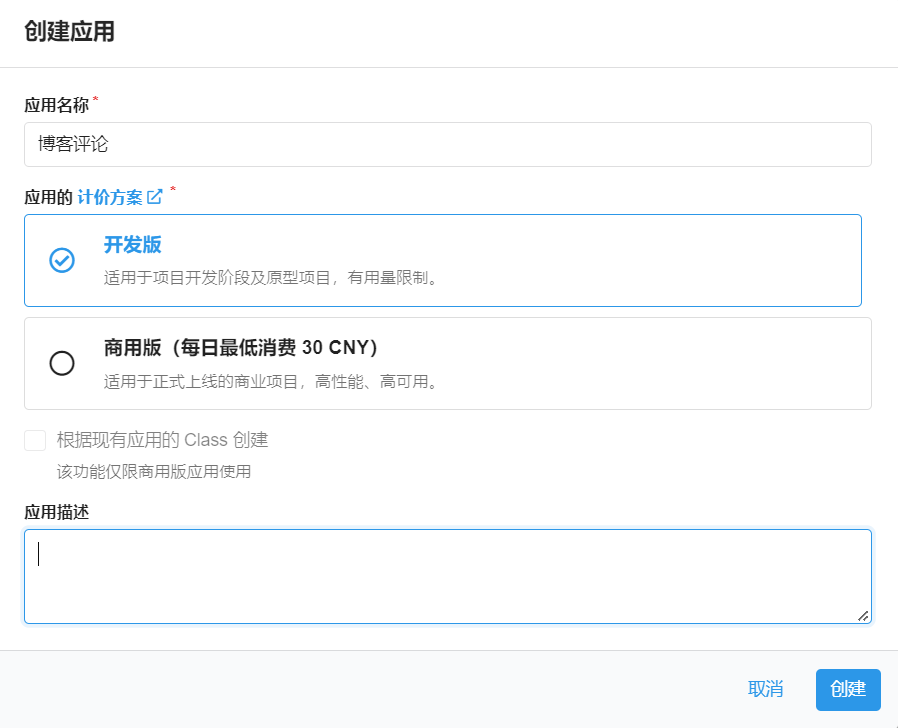 创建应用
应用名称*
博客评论
应用的 计价方案 *
开发版
适用于项目开发阶段及原型项目，有用量限制。
商用版（每日最低消费 30 CNY）
适用于正式上线的商业项目，高性能、高可用。
根据现有应用的 Class 创建
该功能仅限商用版应用使用
应用描述
取消
创建